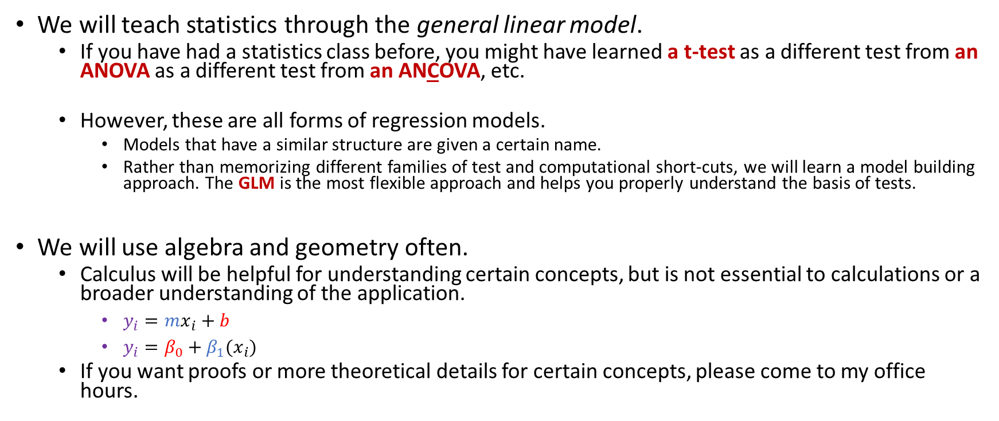 • We will teach statistics through the general linear model.
• If you have had a statistics class before, you might have learned a t-test as a different test from an
ANOVA as a different test from an ANCOVA, etc.
• However, these are all forms of regression models.
• Models that have a similar structure are given a certain name.
• Rather than memorizing different families of test and computational short-cuts, we will learn a model building
approach. The GLM is the most flexible approach and helps you properly understand the basis of tests.
• We will use algebra and geometry often.
• Calculus will be helpful for understanding certain concepts, but is not essential to calculations or a
broader understanding of the application.
• yᵢ = mxᵢ + b
• yᵢ = β₀ + β₁(xᵢ)
• If you want proofs or more theoretical details for certain concepts, please come to my office
hours.